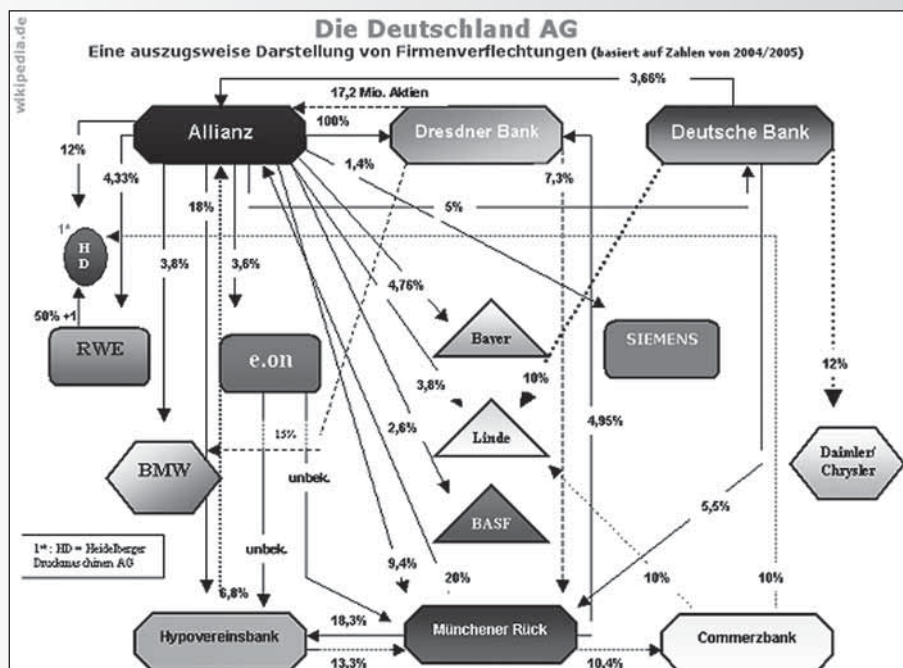 wikipedia.de
Die Deutschland AG
Eine auszugsweise Darstellung von Firmenverflechtungen (basiert auf Zahlen von 2004/2005)
3,66%
17,2 Mio. Aktien
Allianz
100%
Dresdner Bank
Deutsche Bank
12%
4,33%
1,4%
7,3%
18%
5%
1*
H
D
3,8%
3,6%
4,76%
50% +1
RWE
e.on
Bayer
SIEMENS
10%
12%
3,8%
4,95%
2,6%
15%
Linde
BMW
unbek.
Daimler/
Chrysler
BASF
5,5%
1*: HD = Heidelberger
Druckmaschinen AG
unbek.
9,4%
20%
10%
10%
6,8%
18,3%
Hypovereinsbank
Münchener Rück
Commerzbank
13,3%
10,4%